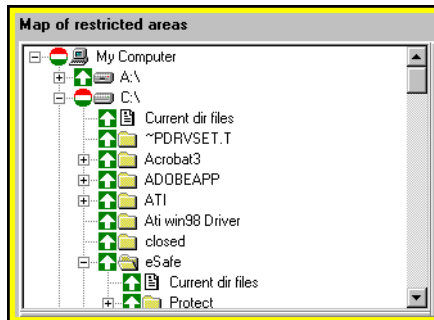 Map of restricted areas
My Computer
A:\
C:\
Current dir files
~PDRVSET.T
Acrobat3
ADOBEAPP
ATI
Ati win98 Driver
closed
eSafe
Current dir files
Protect